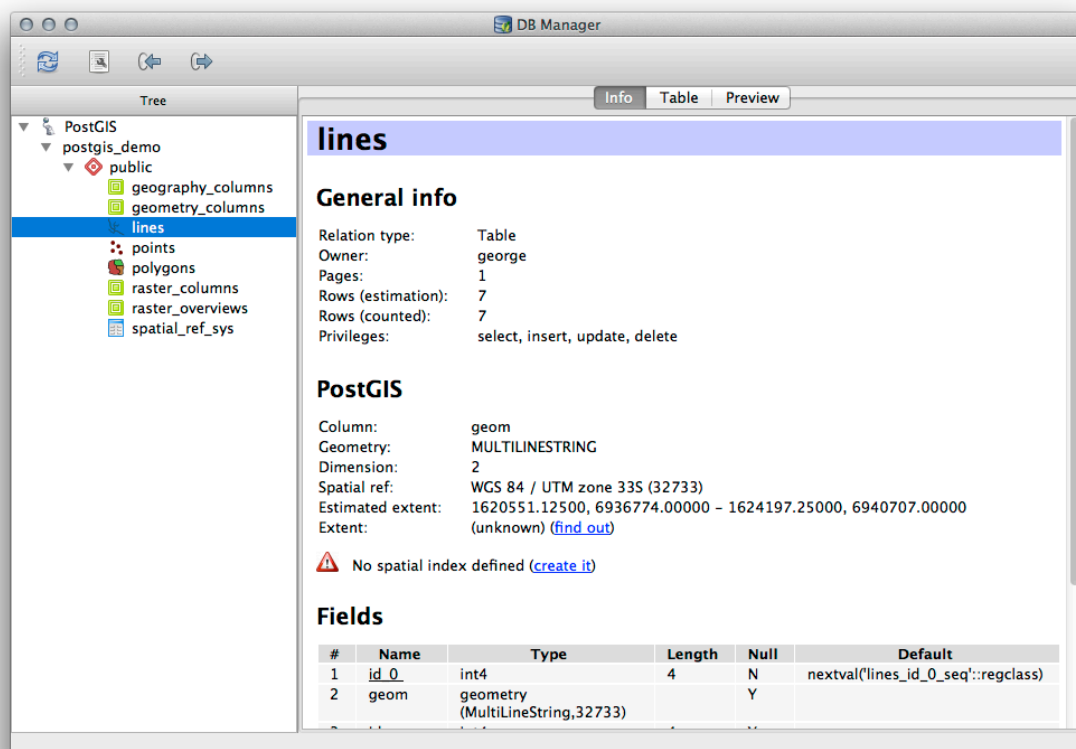 DB Manager
Tree
Info Table Preview
PostGIS
postgis_demo
public
geography_columns
geometry_columns
lines
points
polygons
raster_columns
raster_overviews
spatial_ref_sys
lines
General info
Relation type: Table
Owner: george
Pages: 1
Rows (estimation): 7
Rows (counted): 7
Privileges: select, insert, update, delete
PostGIS
Column: geom
Geometry: MULTILINESTRING
Dimension: 2
Spatial ref: WGS 84 / UTM zone 33S (32733)
Estimated extent: 1620551.12500, 6936774.00000 - 1624197.25000, 6940707.00000
Extent: (unknown) (find out)
No spatial index defined (create it)
Fields
# Name Type Length Null Default
1 id_0 int4 4 N nextval('lines_id_0_seq'::regclass)
2 geom geometry Y
(MultiLineString,32733)